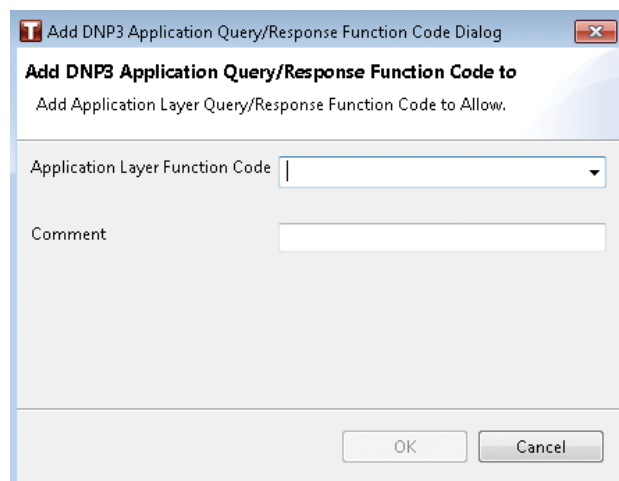 T Add DNP3 Application Query/Response Function Code Dialog
Add DNP3 Application Query/Response Function Code to
Add Application Layer Query/Response Function Code to Allow.
Application Layer Function Code
Comment
OK Cancel